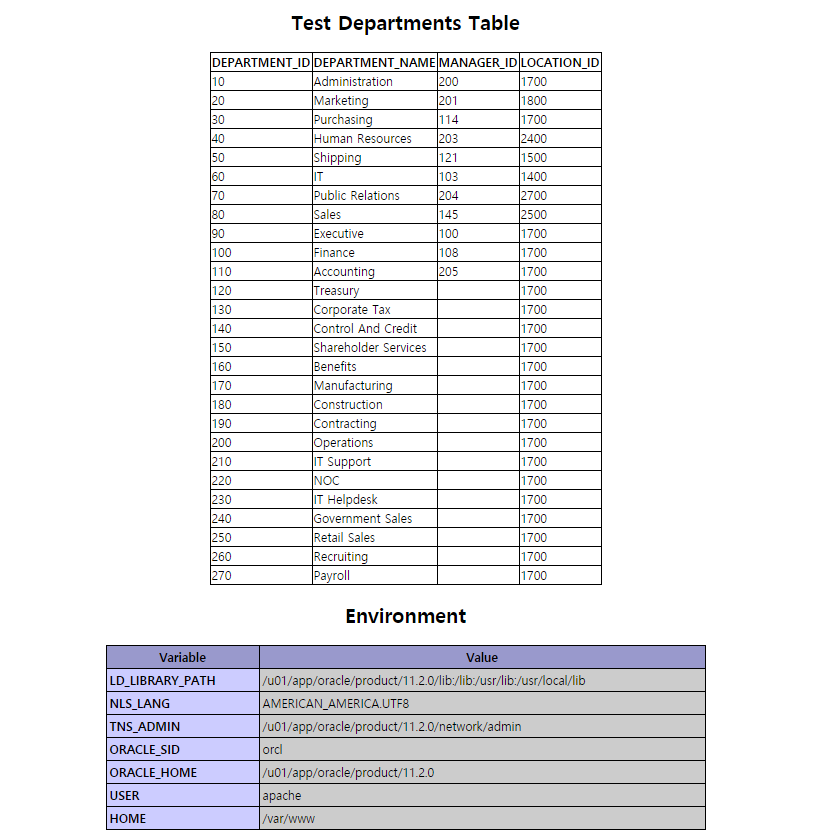 Test Departments Table
DEPARTMENT_ID DEPARTMENT_NAME MANAGER_ID LOCATION_ID
10 Administration 200 1700
20 Marketing 201 1800
30 Purchasing 114 1700
40 Human Resources 203 2400
50 Shipping 121 1500
60 IT 103 1400
70 Public Relations 204 2700
80 Sales 145 2500
90 Executive 100 1700
100 Finance 108 1700
110 Accounting 205 1700
120 Treasury 1700
130 Corporate Tax 1700
140 Control And Credit 1700
150 Shareholder Services 1700
160 Benefits 1700
170 Manufacturing 1700
180 Construction 1700
190 Contracting 1700
200 Operations 1700
210 IT Support 1700
220 NOC 1700
230 IT Helpdesk 1700
240 Government Sales 1700
250 Retail Sales 1700
260 Recruiting 1700
270 Payroll 1700
Environment
Variable Value
LD_LIBRARY_PATH /u01/app/oracle/product/11.2.0/lib:/lib:/usr/lib:/usr/local/lib
NLS_LANG AMERICAN_AMERICA.UTF8
TNS_ADMIN /u01/app/oracle/product/11.2.0/network/admin
ORACLE_SID orcl
ORACLE_HOME /u01/app/oracle/product/11.2.0
USER apache
HOME /var/www